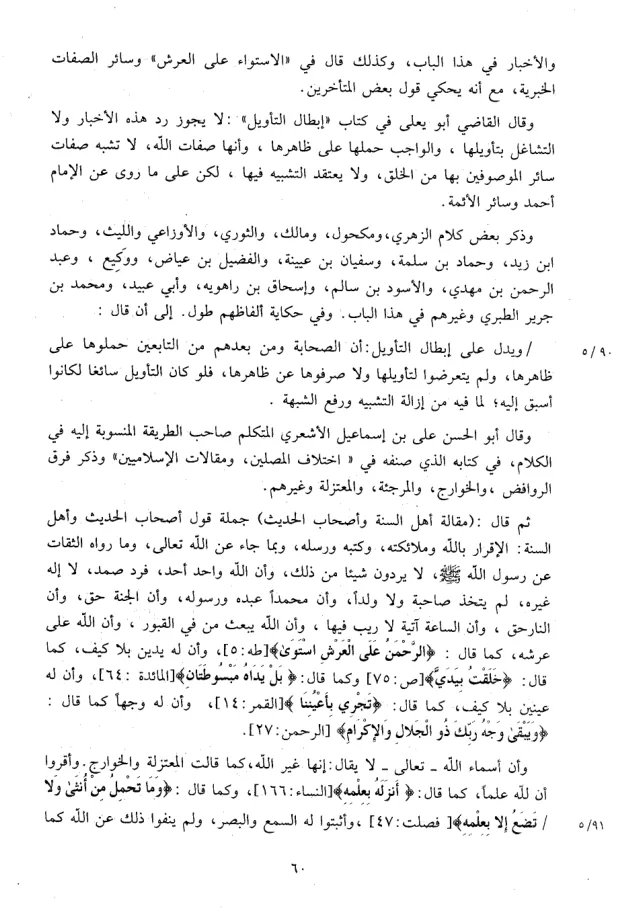 والأخبار في هذا الباب، وكذلك قال في «الاستواء على العرش» وسائر الصفات
الخبرية، مع أنه يحكي قول بعض المتأخرين.
وقال القاضي أبو يعلى في كتاب «إبطال التأويل» :لا يجوز رد هذه الأخبار ولا
التشاغل بتأويلها ، والواجب حملها على ظاهرها ، وأنها صفات الله، لا تشبه صفات
سائر الموصوفين بها من الخلق، ولا يعتقد التشبيه فيها ، لكن على ما روى عن الإمام
أحمد وسائر الأئمة.
وذكر بعض كلام الزهري،ومكحول، ومالك، والثوري، والأوزاعي والليث، وحماد
ابن زيد، وحماد بن سلمة، وسفيان بن عيينة، والفضيل بن عياض، ووكيع ، وعبد
الرحمن بن مهدي، والأسود بن سالم، وإسحاق بن راهويه، وأبي عبيد، ومحمد بن
جرير الطبري وغيرهم في هذا الباب. وفي حكاية ألفاظهم طول. إلى أن قال :
٥/٩٠ / ويدل على إبطال التأويل:أن الصحابة ومن بعدهم من التابعين حملوها على
ظاهرها، ولم يتعرضوا لتأويلها ولا صرفوها عن ظاهرها، فلو كان التأويل سائغا لكانوا
أسبق إليه؛ لما فيه من إزالة التشبيه ورفع الشبهة .
وقال أبو الحسن على بن إسماعيل الأشعري المتكلم صاحب الطريقة المنسوبة إليه في
الكلام، في كتابه الذي صنفه في « اختلاف المصلين، ومقالات الإسلاميين» وذكر فرق
الروافض ،والخوارج، والمرجئة، والمعتزلة وغيرهم.
ثم قال :(مقالة أهل السنة وأصحاب الحديث) جملة قول أصحاب الحديث وأهل
السنة: الإقرار بالله وملائكته، وكتبه ورسله، وبما جاء عن الله تعالى، وما رواه الثقات
عن رسول الله ﷺ، لا يردون شيئا من ذلك، وأن الله واحد أحد، فرد صمد، لا إله
غيره، لم يتخذ صاحبة ولا ولداً، وأن محمداً عبده ورسوله، وأن الجنة حق، وأن
النارحق ، وأن الساعة آتية لا ريب فيها ، وأن الله يبعث من في القبور ، وأن الله على
عرشه، كما قال : ﴿الرَّحْمَنُ عَلَى الْعَرْشِ اسْتَوَىٰ﴾[طه:٥]، وأن له يدين بلا كيف، كما
قال: ﴿خَلَقْتُ بِيَدَيَّ﴾[ص:٧٥] وكما قال:﴿ بَلْ يَدَاهُ مَبْسُوطَتَانِ﴾[المائدة :٦٤]، وأن له
عينين بلا كيف، كما قال: ﴿تَجْرِي بِأَعْيُنِنَا ﴾[القمر:١٤]، وأن له وجهاً كما قال :
﴿وَيَبْقَىٰ وَجْهُ رَبِّكَ ذُو الْجَلالِ وَالإِكْرَامِ﴾ [الرحمن:٢٧].
وأن أسماء الله ـ تعالى ـ لا يقال:إنها غير الله،كما قالت المعتزلة والخوارج.وأقروا
أن لله علماً، كما قال:﴿ أَنزَلَهُ بِعِلْمِهِ﴾[النساء:١٦٦]، وكما قال :﴿وَمَا تَحْمِلُ مِنْ أُنثَىٰ وَلا
٥/٩١ / تَضَعُ إِلا بِعِلْمِهِ﴾[ فصلت:٤٧] ،وأثبتوا له السمع والبصر، ولم ينفوا ذلك عن الله كما
٦٠